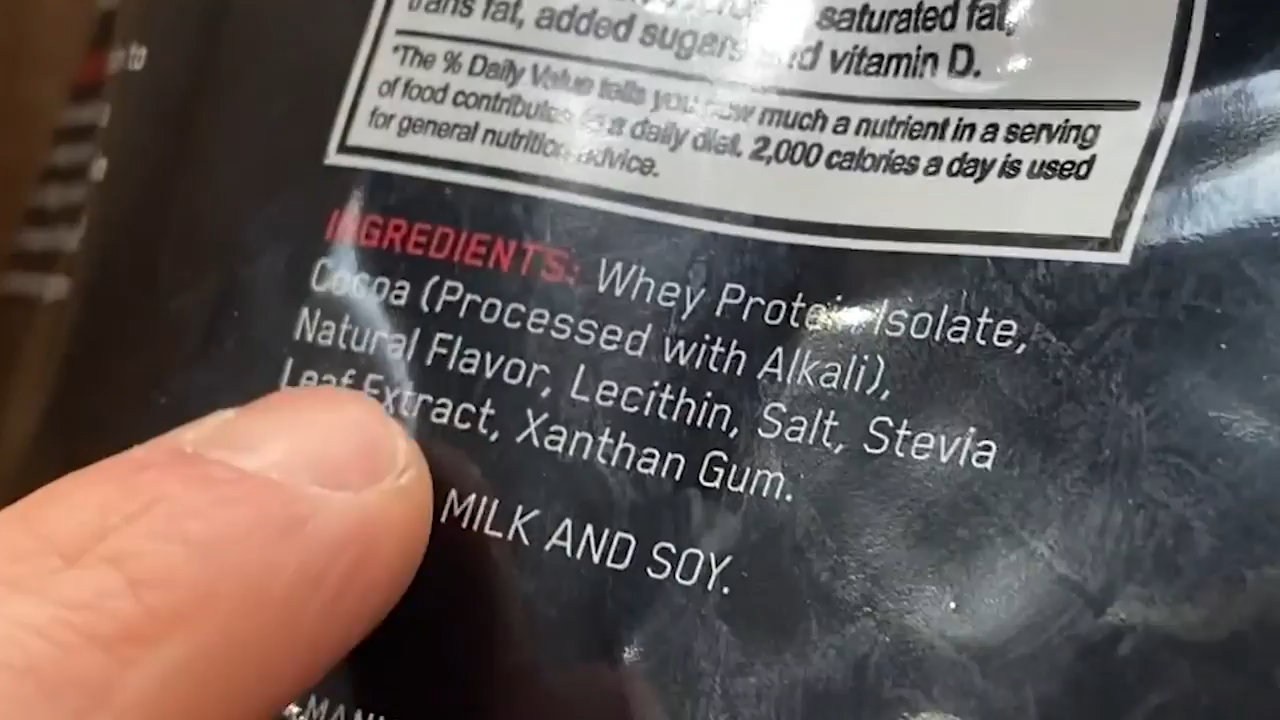 to
saturated fat,
trans fat, added sugars and vitamin D.
*The % Daily Value tells you how much a nutrient in a serving
of food contributes to a daily diet. 2,000 calories a day is used
for general nutrition advice.
INGREDIENTS: Whey Protein Isolate,
Cocoa (Processed with Alkali),
Natural Flavor, Lecithin, Salt, Stevia
Leaf Extract, Xanthan Gum.
MILK AND SOY.